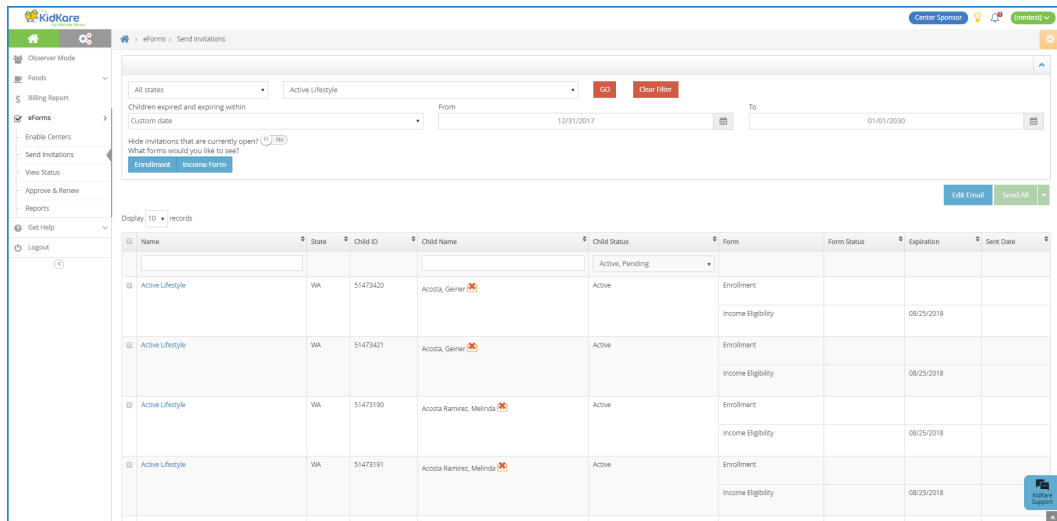 KidKare
by Minute Menu
Center Sponsor
(mmtest)
> eForms > Send Invitations
Observer Mode
Foods
Billing Report
eForms
Enable Centers
Send Invitations
View Status
Approve & Renew
Reports
Get Help
Logout
All states Active Lifestyle GO Clear Filter
Children expired and expiring within From To
Custom date 12/31/2017 01/01/2030
Hide invitations that are currently open? No
What forms would you like to see?
Enrollment Income Form
Edit Email Send All
Display 10 records
Name State Child ID Child Name Child Status Form Form Status Expiration Sent Date
Active, Pending
Active Lifestyle WA 51473420 Acosta, Geiner Active Enrollment
Income Eligibility 08/25/2018
Active Lifestyle WA 51473421 Acosta, Geiner Active Enrollment
Income Eligibility 08/25/2018
Active Lifestyle WA 51473190 Acosta Ramirez, Melinda Active Enrollment
Income Eligibility 08/25/2018
Active Lifestyle WA 51473191 Acosta Ramirez, Melinda Active Enrollment
Income Eligibility 08/25/2018
KidKare
Support